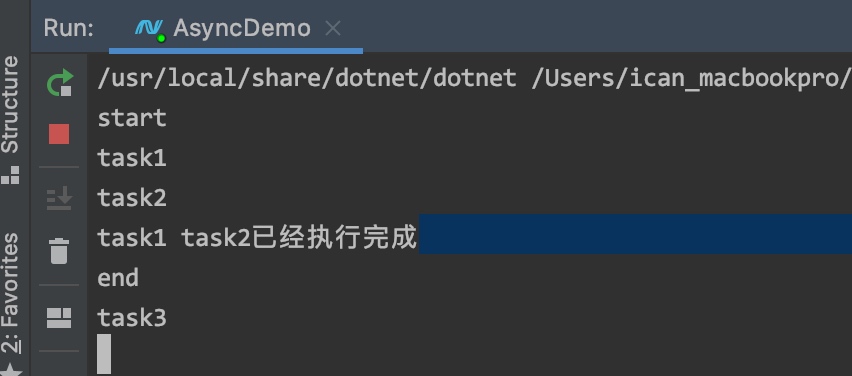 Run: AsyncDemo
Structure
2: Favorites
/usr/local/share/dotnet/dotnet /Users/ican_macbookpro/
start
task1
task2
task1 task2已经执行完成
end
task3